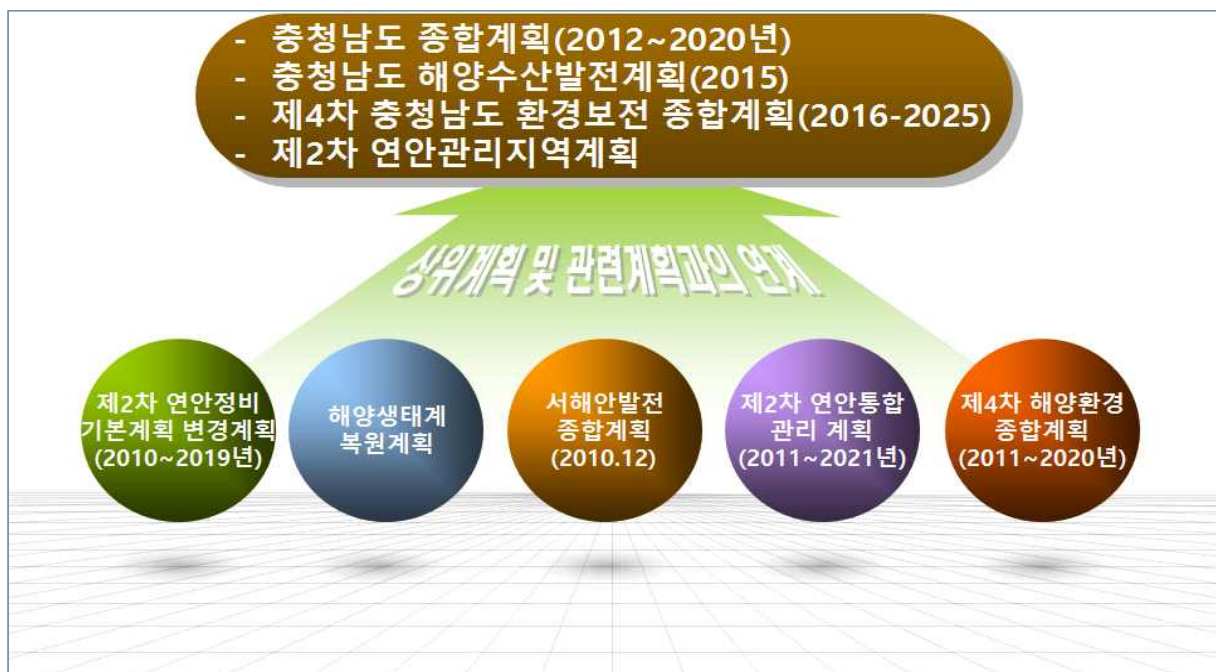 - 충청남도 종합계획(2012~2020년)
- 충청남도 해양수산발전계획(2015)
- 제4차 충청남도 환경보전 종합계획(2016-2025)
- 제2차 연안관리지역계획
상위계획 및 관련계획과의 연계
제2차 연안정비
기본계획 변경계획
(2010~2019년)
해양생태계
복원계획
서해안발전
종합계획
(2010.12)
제2차 연안통합
관리 계획
(2011~2021년)
제4차 해양환경
종합계획
(2011~2020년)